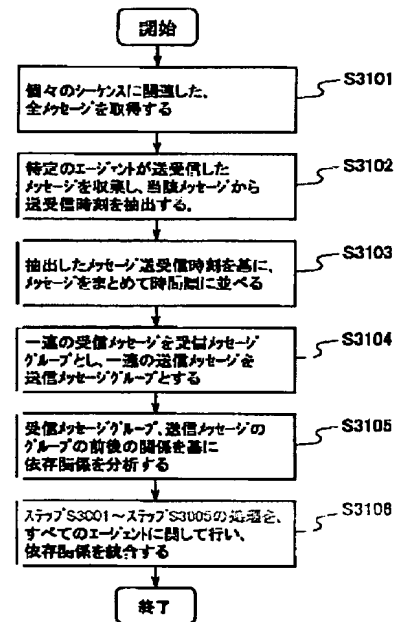 開始
個々のシーケンスに関連した、
全メッセージを取得する
S3101
特定のエージェントが送受信した
メッセージを収集し、当該メッセージから
送受信時刻を抽出する。
S3102
抽出したメッセージ送受信時刻を基に、
メッセージをまとめて時間順に並べる
S3103
一連の受信メッセージを受信メッセージ
グループとし、一連の送信メッセージを
送信メッセージグループとする
S3104
受信メッセージグループ、送信メッセージの
グループの前後の関係を基に
依存関係を分析する
S3105
ステップS3001～ステップS3005の処理を、
すべてのエージェントに関して行い、
依存関係を統合する
S3106
終了